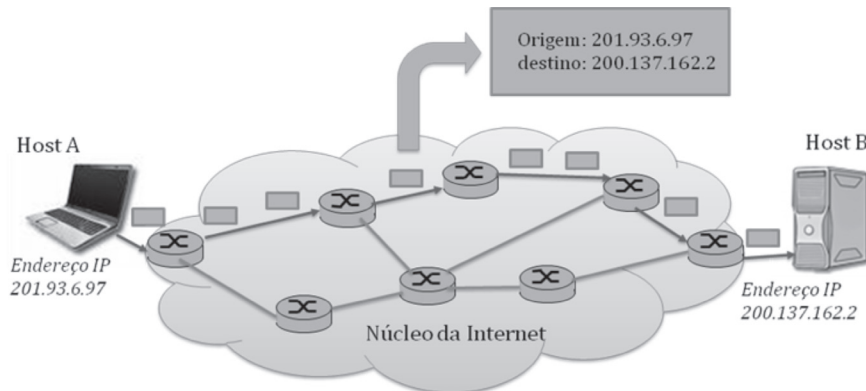 Origem: 201.93.6.97
destino: 200.137.162.2
Host A
Host B
Endereço IP
201.93.6.97
Endereço IP
200.137.162.2
Núcleo da Internet